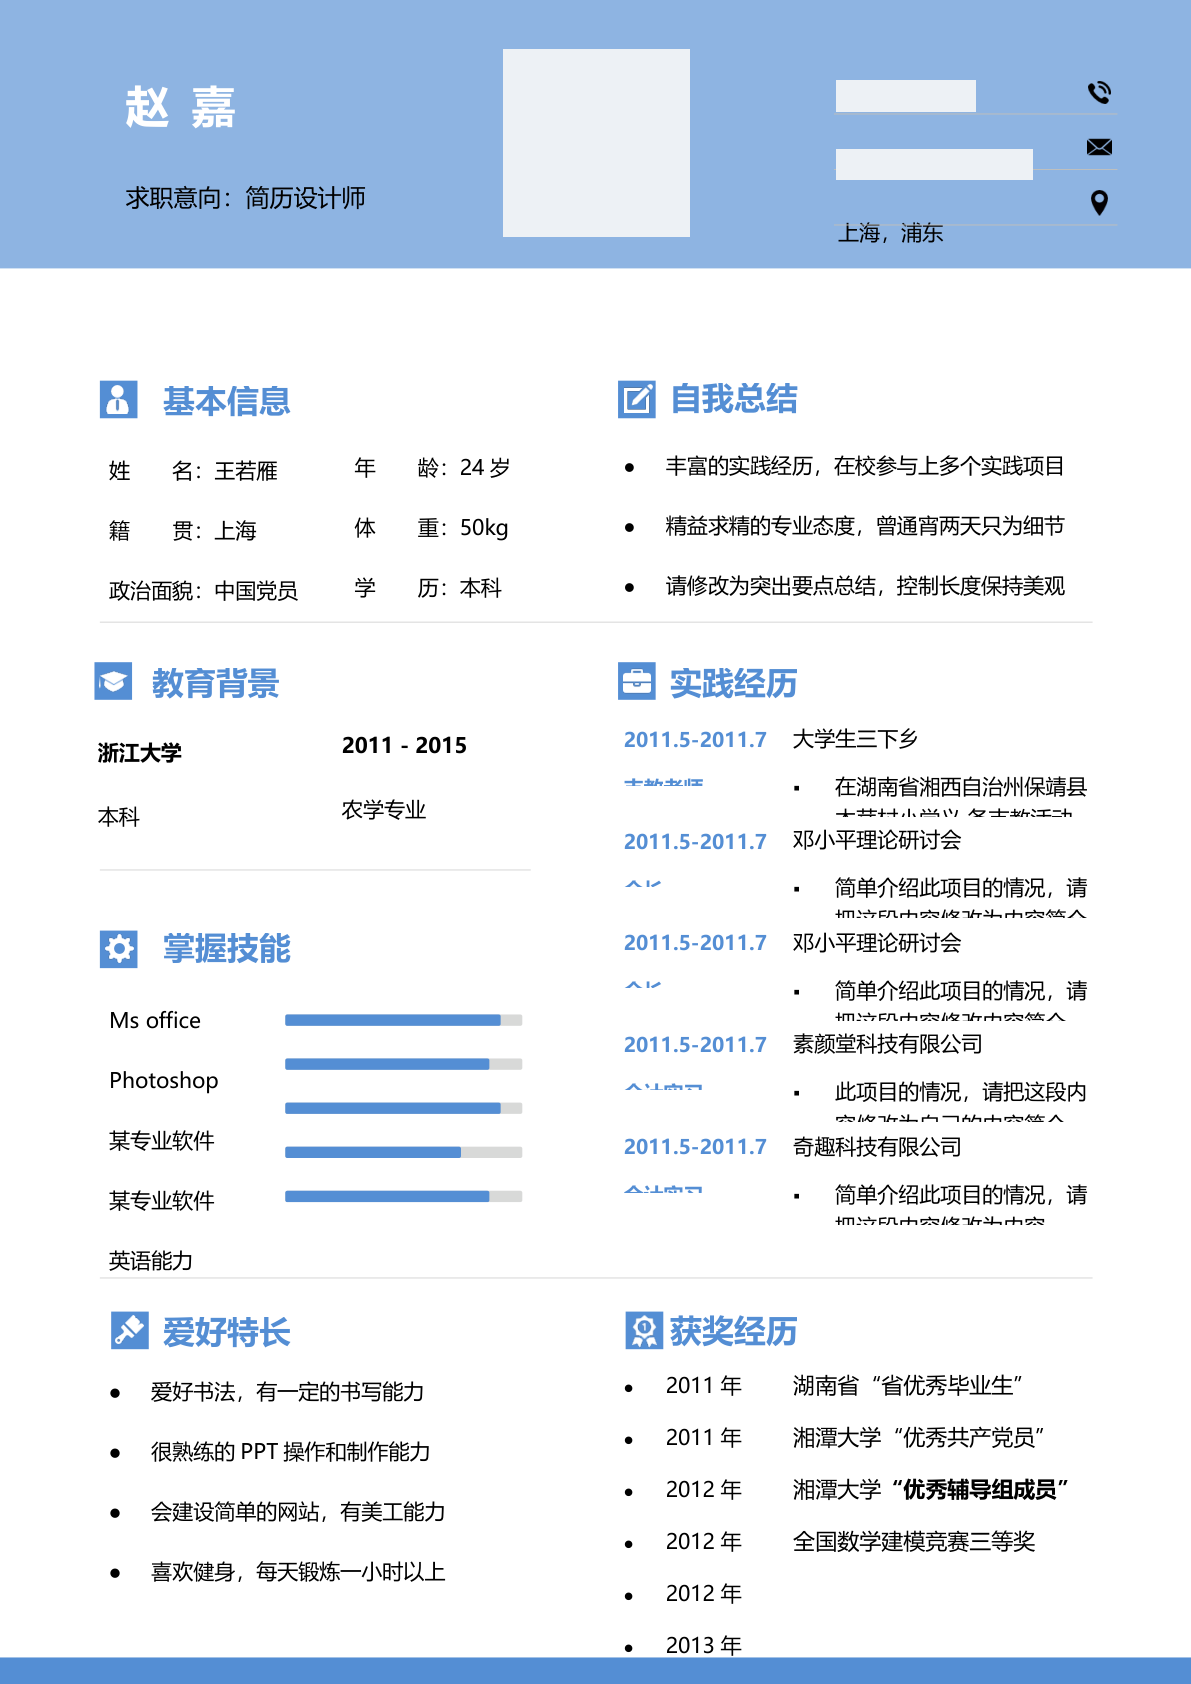 赵 嘉
求职意向：简历设计师
上海，浦东
基本信息
姓 名：王若雁
年 龄：24 岁
籍 贯：上海
体 重：50kg
政治面貌：中国党员
学 历：本科
自我总结
丰富的实践经历，在校参与上多个实践项目
精益求精的专业态度，曾通宵两天只为细节
请修改为突出要点总结，控制长度保持美观
教育背景
浙江大学
2011 - 2015
本科
农学专业
实践经历
2011.5-2011.7 大学生三下乡
在湖南省湘西自治州保靖县
2011.5-2011.7 邓小平理论研讨会
简单介绍此项目的情况，请
2011.5-2011.7 邓小平理论研讨会
简单介绍此项目的情况，请
2011.5-2011.7 素颜堂科技有限公司
此项目的情况，请把这段内
2011.5-2011.7 奇趣科技有限公司
简单介绍此项目的情况，请
掌握技能
Ms office
Photoshop
某专业软件
某专业软件
英语能力
爱好特长
爱好书法，有一定的书写能力
很熟练的 PPT 操作和制作能力
会建设简单的网站，有美工能力
喜欢健身，每天锻炼一小时以上
获奖经历
2011 年 湖南省“省优秀毕业生”
2011 年 湘潭大学“优秀共产党员”
2012 年 湘潭大学“优秀辅导组成员”
2012 年 全国数学建模竞赛三等奖
2012 年
2013 年